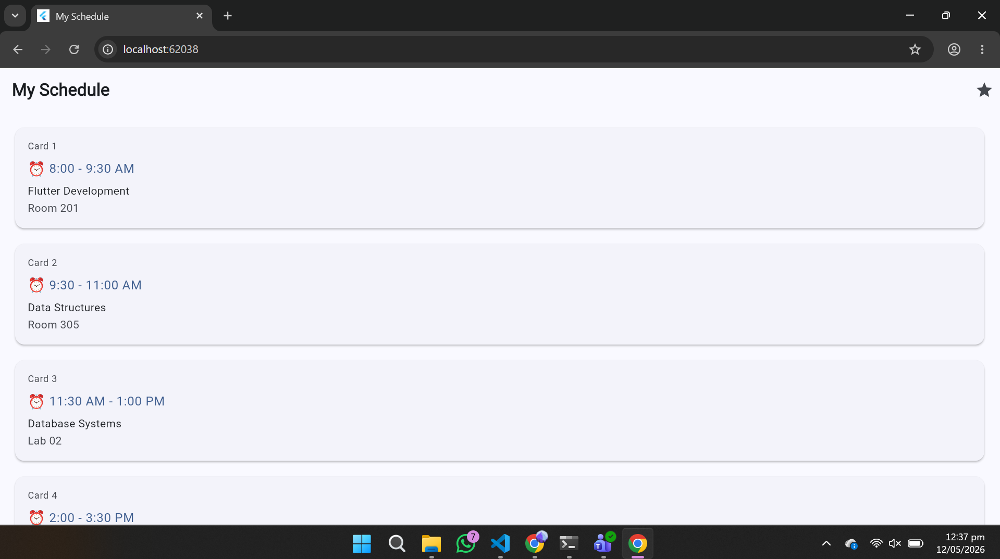 My Schedule
localhost:62038
My Schedule
Card 1
⏰ 8:00 - 9:30 AM
Flutter Development
Room 201
Card 2
⏰ 9:30 - 11:00 AM
Data Structures
Room 305
Card 3
⏰ 11:30 AM - 1:00 PM
Database Systems
Lab 02
Card 4
⏰ 2:00 - 3:30 PM
7
T
12:37 pm
12/05/2026